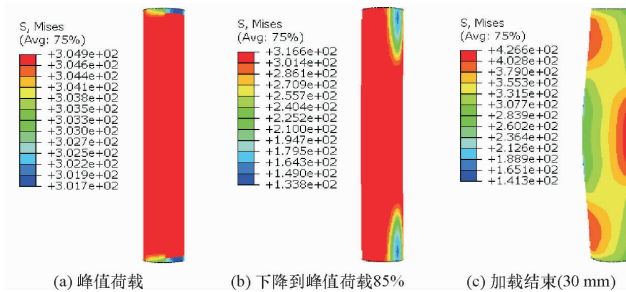 S, Mises
(Avg: 75%)
+3.049e+02
+3.046e+02
+3.044e+02
+3.041e+02
+3.038e+02
+3.035e+02
+3.033e+02
+3.030e+02
+3.027e+02
+3.025e+02
+3.022e+02
+3.019e+02
+3.017e+02
(a) 峰值荷载
S, Mises
(Avg: 75%)
+3.166e+02
+3.014e+02
+2.861e+02
+2.709e+02
+2.557e+02
+2.404e+02
+2.252e+02
+2.100e+02
+1.947e+02
+1.795e+02
+1.643e+02
+1.490e+02
+1.338e+02
(b) 下降到峰值荷载85%
S, Mises
(Avg: 75%)
+4.266e+02
+4.028e+02
+3.790e+02
+3.553e+02
+3.315e+02
+3.077e+02
+2.839e+02
+2.602e+02
+2.364e+02
+2.126e+02
+1.889e+02
+1.651e+02
+1.413e+02
(c) 加载结束(30 mm)